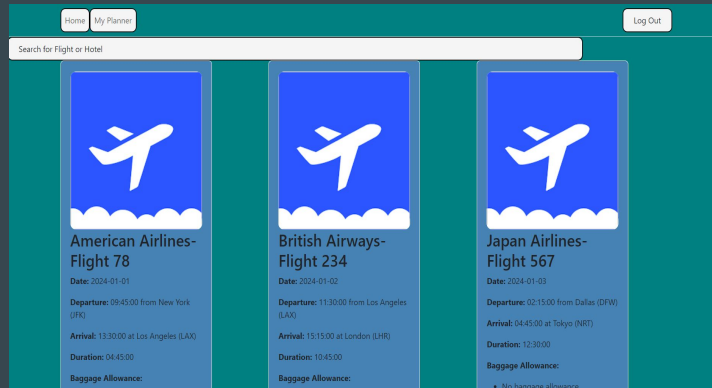 Home My Planner Log Out
Search for Flight or Hotel
American Airlines-
Flight 78
Date: 2024-01-01
Departure: 09:45:00 from New York
(JFK)
Arrival: 13:30:00 at Los Angeles (LAX)
Duration: 04:45:00
Baggage Allowance:
British Airways-
Flight 234
Date: 2024-01-02
Departure: 11:30:00 from Los Angeles
(LAX)
Arrival: 15:15:00 at London (LHR)
Duration: 10:45:00
Baggage Allowance:
Japan Airlines-
Flight 567
Date: 2024-01-03
Departure: 02:15:00 from Dallas (DFW)
Arrival: 04:45:00 at Tokyo (NRT)
Duration: 12:30:00
Baggage Allowance:
No baggage allowance